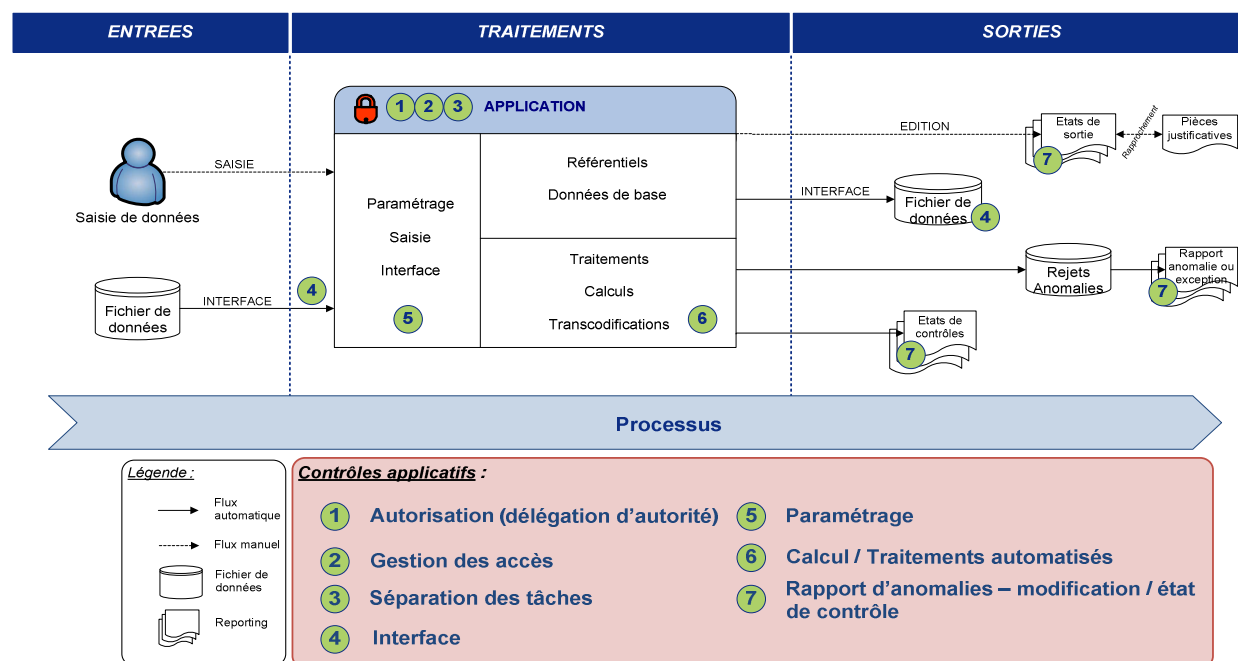 ENTREES
TRAITEMENTS
SORTIES
1 2 3 APPLICATION
SAISIE
Saisie de données
INTERFACE
Fichier de
données
4
Paramétrage
Saisie
Interface
5
Référentiels
Données de base
Traitements
Calculs
Transcodifications
6
EDITION
Etats de
sortie
7
Rapprochement
Pièces
justificatives
INTERFACE
Fichier de
données
4
Rejets
Anomalies
Rapport
anomalie ou
exception
7
Etats de
contrôles
7
Processus
Légende :
Flux
automatique
Flux manuel
Fichier de
données
Reporting
Contrôles applicatifs :
1 Autorisation (délégation d’autorité)
2 Gestion des accès
3 Séparation des tâches
4 Interface
5 Paramétrage
6 Calcul / Traitements automatisés
7 Rapport d’anomalies – modification / état
de contrôle